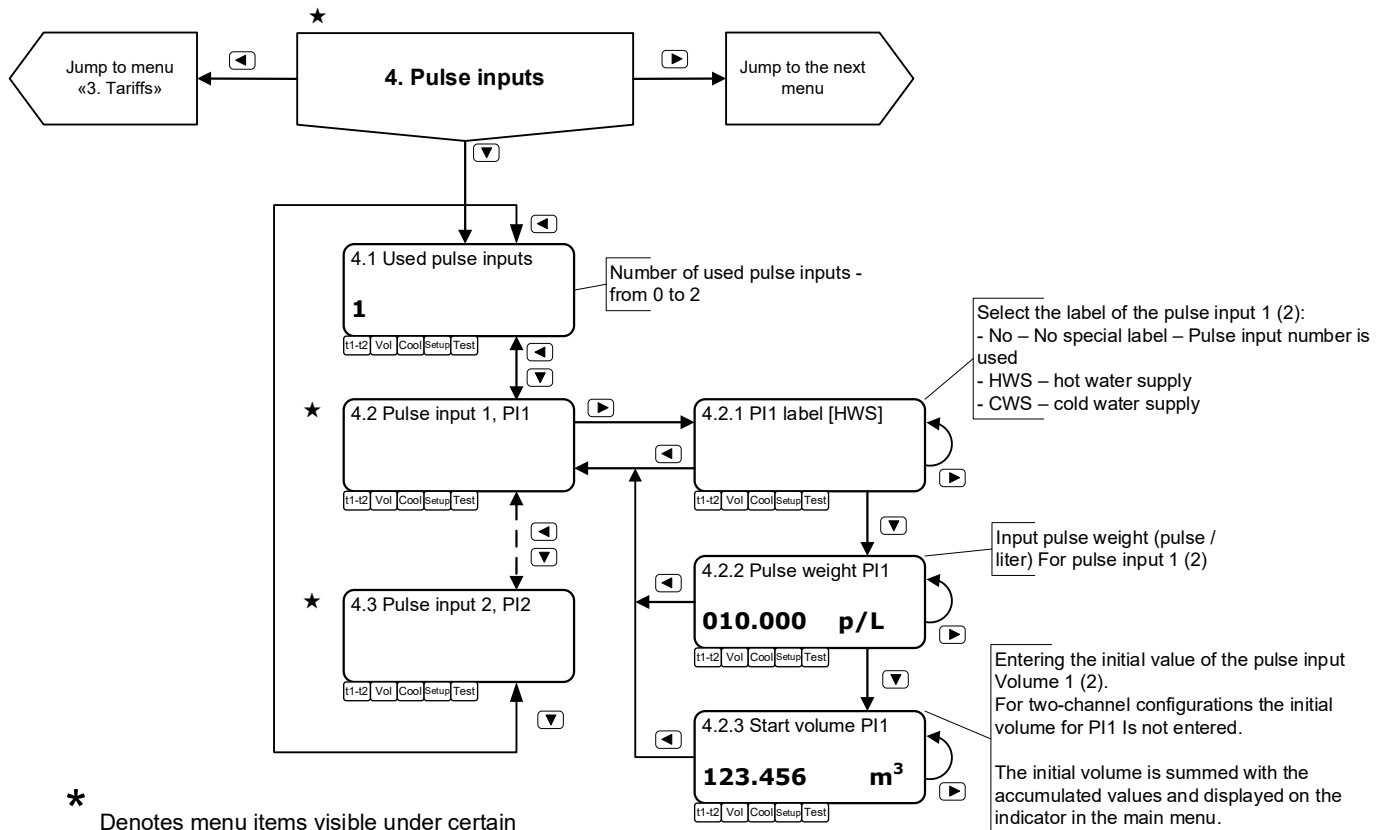 ★
Jump to menu
«3. Tariffs»
4. Pulse inputs
Jump to the next
menu
4.1 Used pulse inputs
1
t1-t2 Vol Cool Setup Test
Number of used pulse inputs -
from 0 to 2
★
4.2 Pulse input 1, PI1
t1-t2 Vol Cool Setup Test
4.2.1 PI1 label [HWS]
t1-t2 Vol Cool Setup Test
Select the label of the pulse input 1 (2):
- No – No special label – Pulse input number is
used
- HWS – hot water supply
- CWS – cold water supply
4.2.2 Pulse weight PI1
010.000 p/L
t1-t2 Vol Cool Setup Test
Input pulse weight (pulse /
liter) For pulse input 1 (2)
★
4.3 Pulse input 2, PI2
t1-t2 Vol Cool Setup Test
4.2.3 Start volume PI1
123.456 m³
t1-t2 Vol Cool Setup Test
Entering the initial value of the pulse input
Volume 1 (2).
For two-channel configurations the initial
volume for PI1 Is not entered.
The initial volume is summed with the
accumulated values and displayed on the
indicator in the main menu.
*
Denotes menu items visible under certain